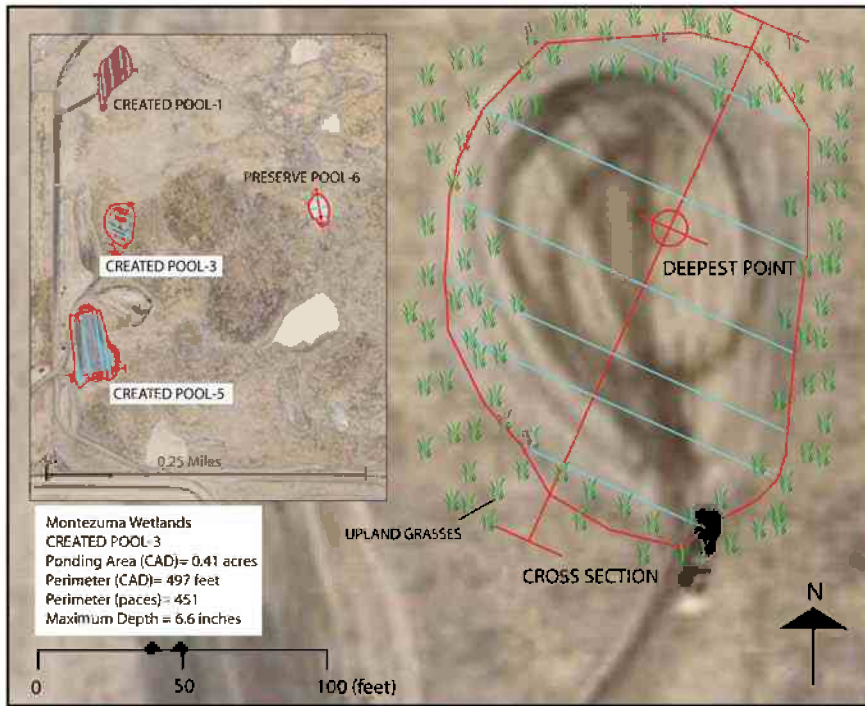 CREATED POOL-1
PRESERVE POOL-6
CREATED POOL-3
CREATED POOL-5
0.25 Miles
DEEPEST POINT
UPLAND GRASSES
CROSS SECTION
N
Montezuma Wetlands
CREATED POOL-3
Ponding Area (CAD)= 0.41 acres
Perimeter (CAD)= 497 feet
Perimeter (paces)= 451
Maximum Depth = 6.6 inches
0 50 100 (feet)